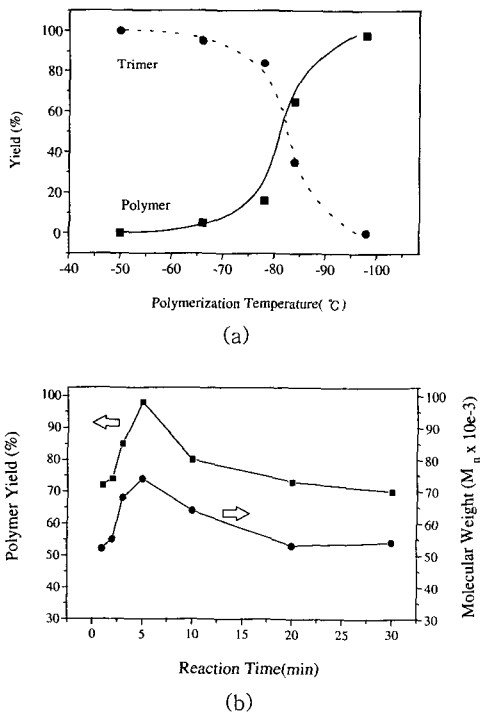 100
80
60
40
20
0
Yield (%)
Trimer
Polymer
-40 -50 -60 -70 -80 -90 -100
Polymerization Temperature( ℃)
(a)
100
90
80
70
60
50
40
30
Polymer Yield (%)
100
90
80
70
60
50
40
30
Molecular Weight (Mn x 10e-3)
0 5 10 15 20 25 30
Reaction Time(min)
(b)